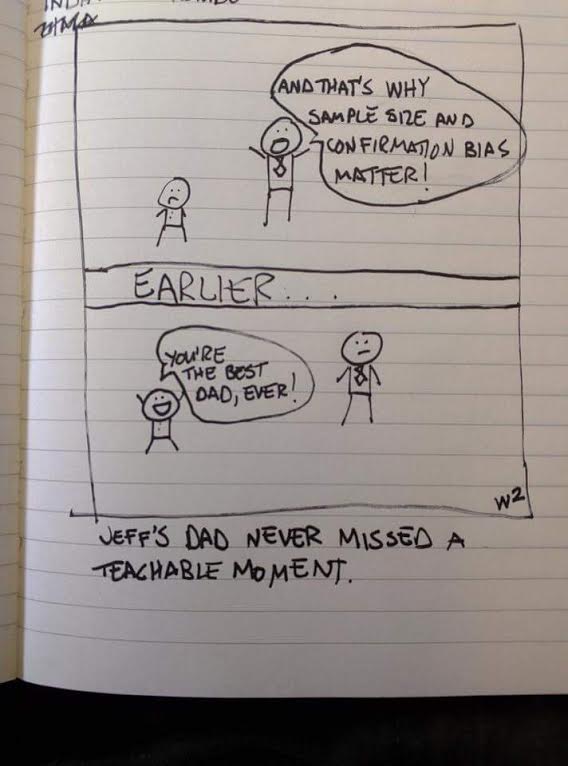 AND THAT'S WHY
SAMPLE SIZE AND
CONFIRMATION BIAS
MATTER!
EARLIER....
YOU'RE
THE BEST
DAD, EVER!
W2
JEFF'S DAD NEVER MISSED A
TEACHABLE MOMENT.